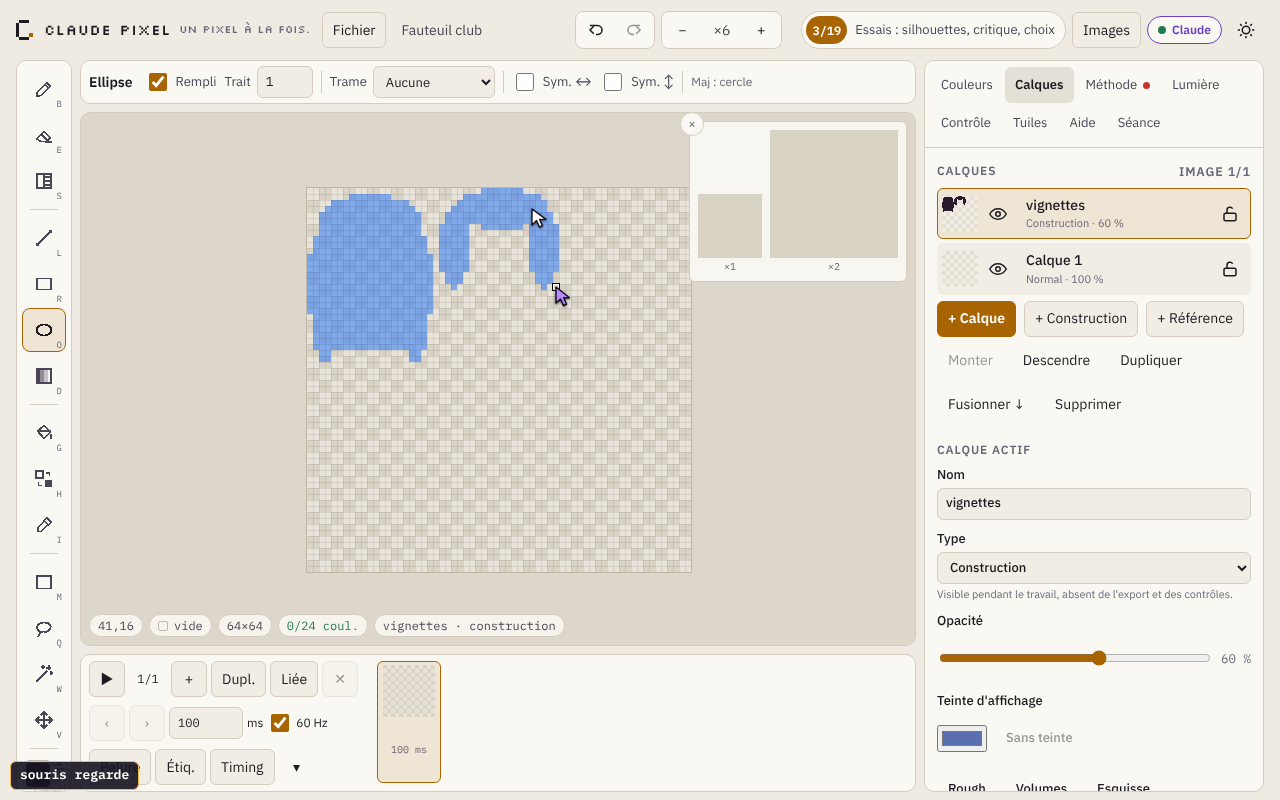 CLAUDE PIXEL UN PIXEL À LA FOIS. Fichier Fauteuil club − ×6 + 3/19 Essais : silhouettes, critique, choix Images Claude
Ellipse Rempli Trait 1 Trame Aucune Sym. ↔ Sym. ↕ Maj : cercle
B
E
S
L
R
O
D
G
H
I
M
Q
W
V
×
×1 ×2
41,16 vide 64×64 0/24 coul. vignettes · construction
1/1 + Dupl. Liée ×
‹ › 100 ms 60 Hz
Étiq. Timing ▼
100 ms
souris regarde
Couleurs Calques Méthode Lumière
Contrôle Tuiles Aide Séance
CALQUES IMAGE 1/1
vignettes
Construction · 60 %
Calque 1
Normal · 100 %
+ Calque + Construction + Référence
Monter Descendre Dupliquer
Fusionner ↓ Supprimer
CALQUE ACTIF
Nom
vignettes
Type
Construction
Visible pendant le travail, absent de l'export et des contrôles.
Opacité
60 %
Teinte d'affichage
Sans teinte
Rough Volumes Esquisse